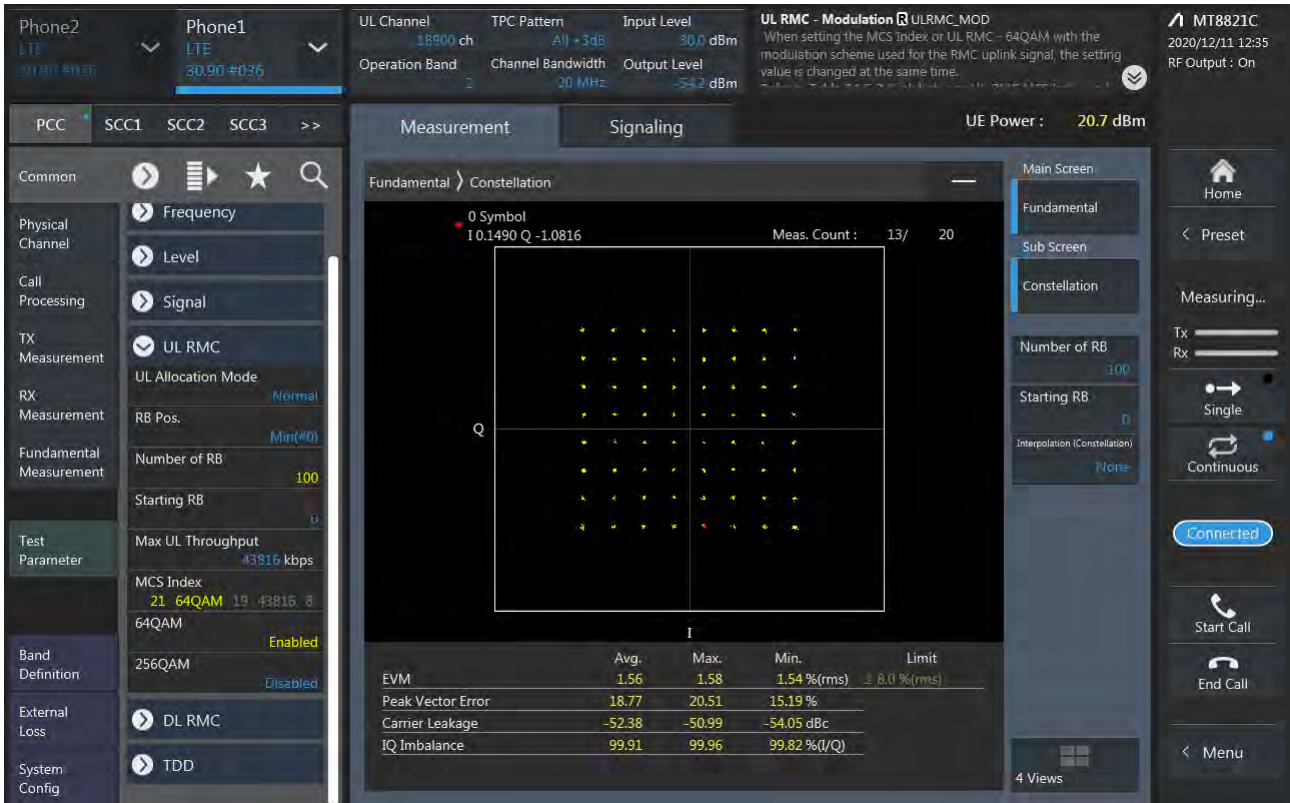 Phone2
LTE
30.90 #036
Phone1
LTE
30.90 #036
UL Channel
18900 ch
TPC Pattern
All +3dB
Input Level
30.0 dBm
Operation Band
2
Channel Bandwidth
20 MHz
Output Level
-54.2 dBm
UL RMC - Modulation R ULRMC_MOD
When setting the MCS Index or UL RMC - 64QAM with the
modulation scheme used for the RMC uplink signal, the setting
value is changed at the same time.
MT8821C
2020/12/11 12:35
RF Output : On
PCC SCC1 SCC2 SCC3 >>
Measurement
Signaling
UE Power : 20.7 dBm
Common
Physical
Channel
Call
Processing
TX
Measurement
RX
Measurement
Fundamental
Measurement
Test
Parameter
Band
Definition
External
Loss
System
Config
Frequency
Level
Signal
UL RMC
UL Allocation Mode
Normal
RB Pos.
Min(#0)
Number of RB
100
Starting RB
0
Max UL Throughput
43816 kbps
MCS Index
21 64QAM 19 43816 8
64QAM
Enabled
256QAM
Disabled
DL RMC
TDD
Fundamental > Constellation
0 Symbol
I 0.1490 Q -1.0816
Meas. Count : 13/ 20
Q
I
Avg. Max. Min. Limit
EVM 1.56 1.58 1.54 %(rms) ≤ 8.0 %(rms)
Peak Vector Error 18.77 20.51 15.19 %
Carrier Leakage -52.38 -50.99 -54.05 dBc
IQ Imbalance 99.91 99.96 99.82 %(I/Q)
Main Screen
Fundamental
Sub Screen
Constellation
Number of RB
100
Starting RB
0
Interpolation (Constellation)
None
4 Views
Home
< Preset
Measuring...
Tx
Rx
Single
Continuous
Connected
Start Call
End Call
< Menu